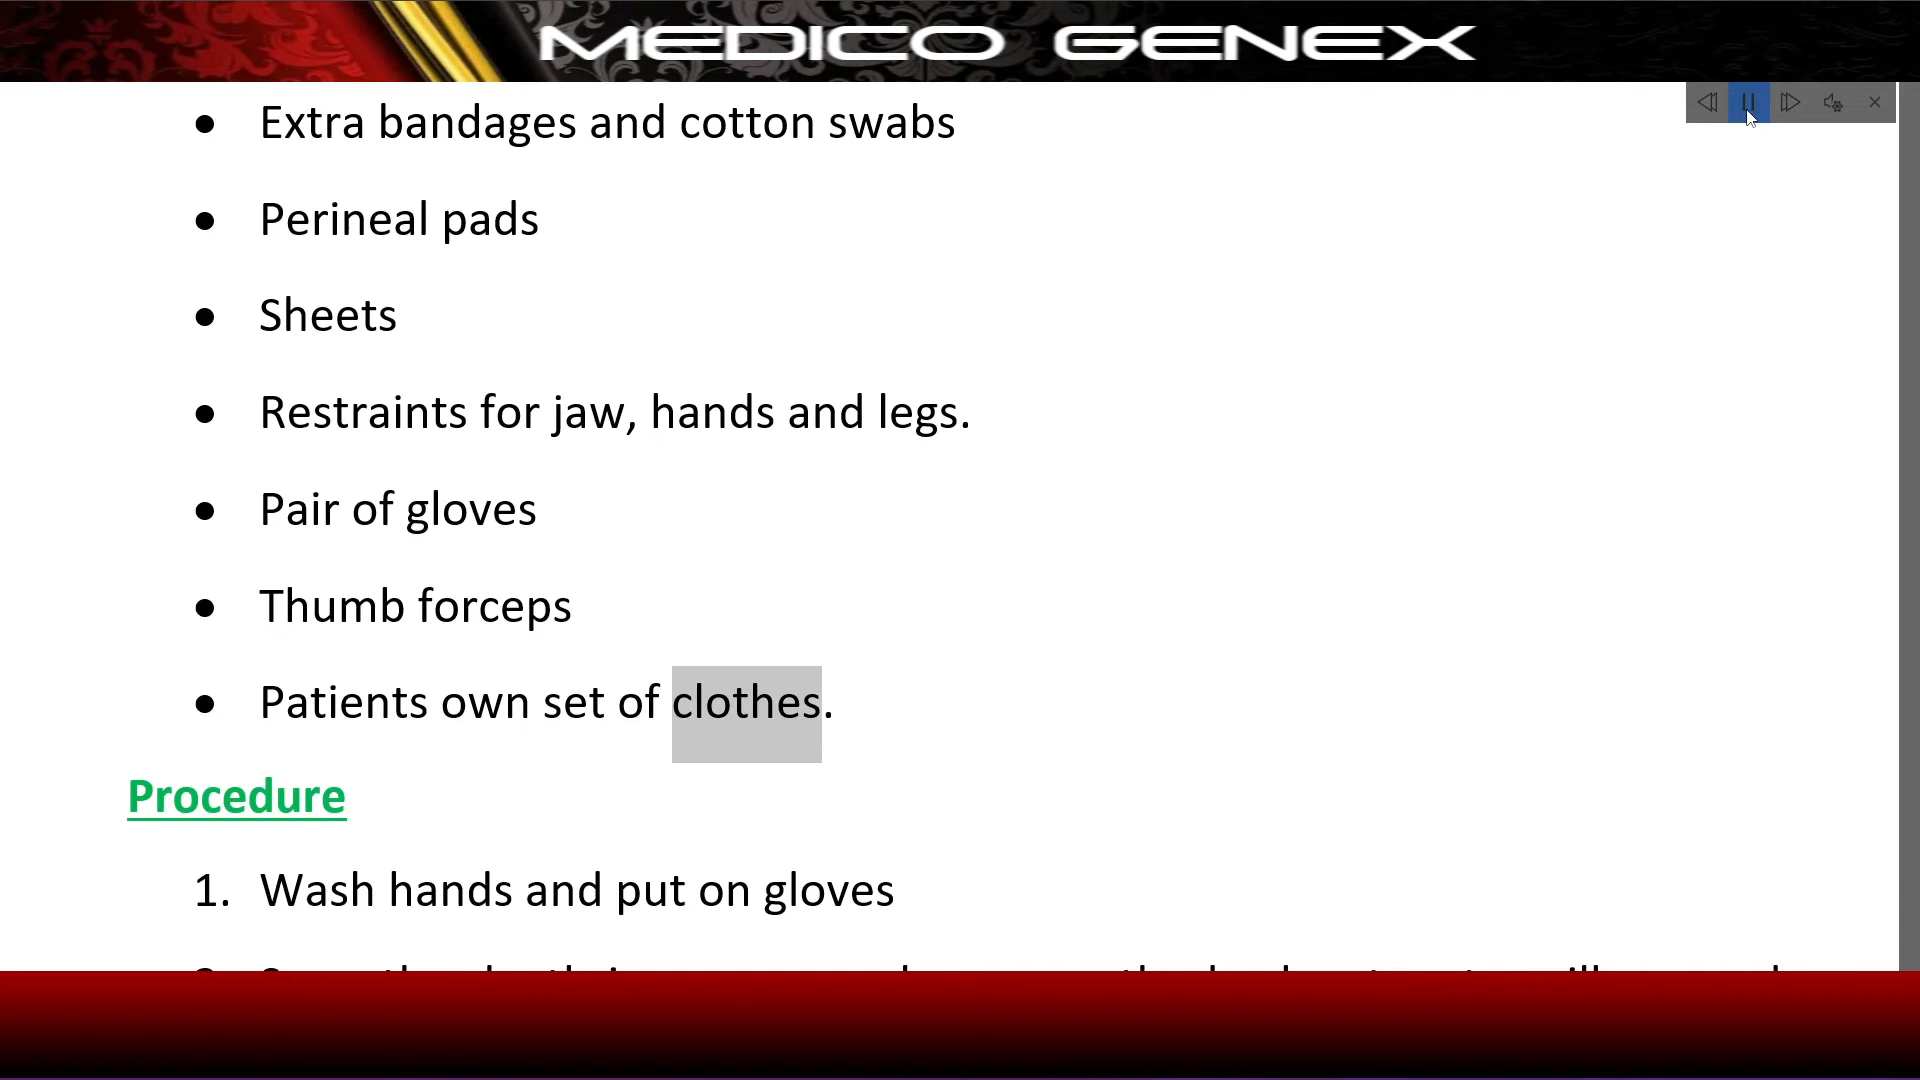 MEDICO GENEX
• Extra bandages and cotton swabs
• Perineal pads
• Sheets
• Restraints for jaw, hands and legs.
• Pair of gloves
• Thumb forceps
• Patients own set of clothes.
Procedure
1. Wash hands and put on gloves